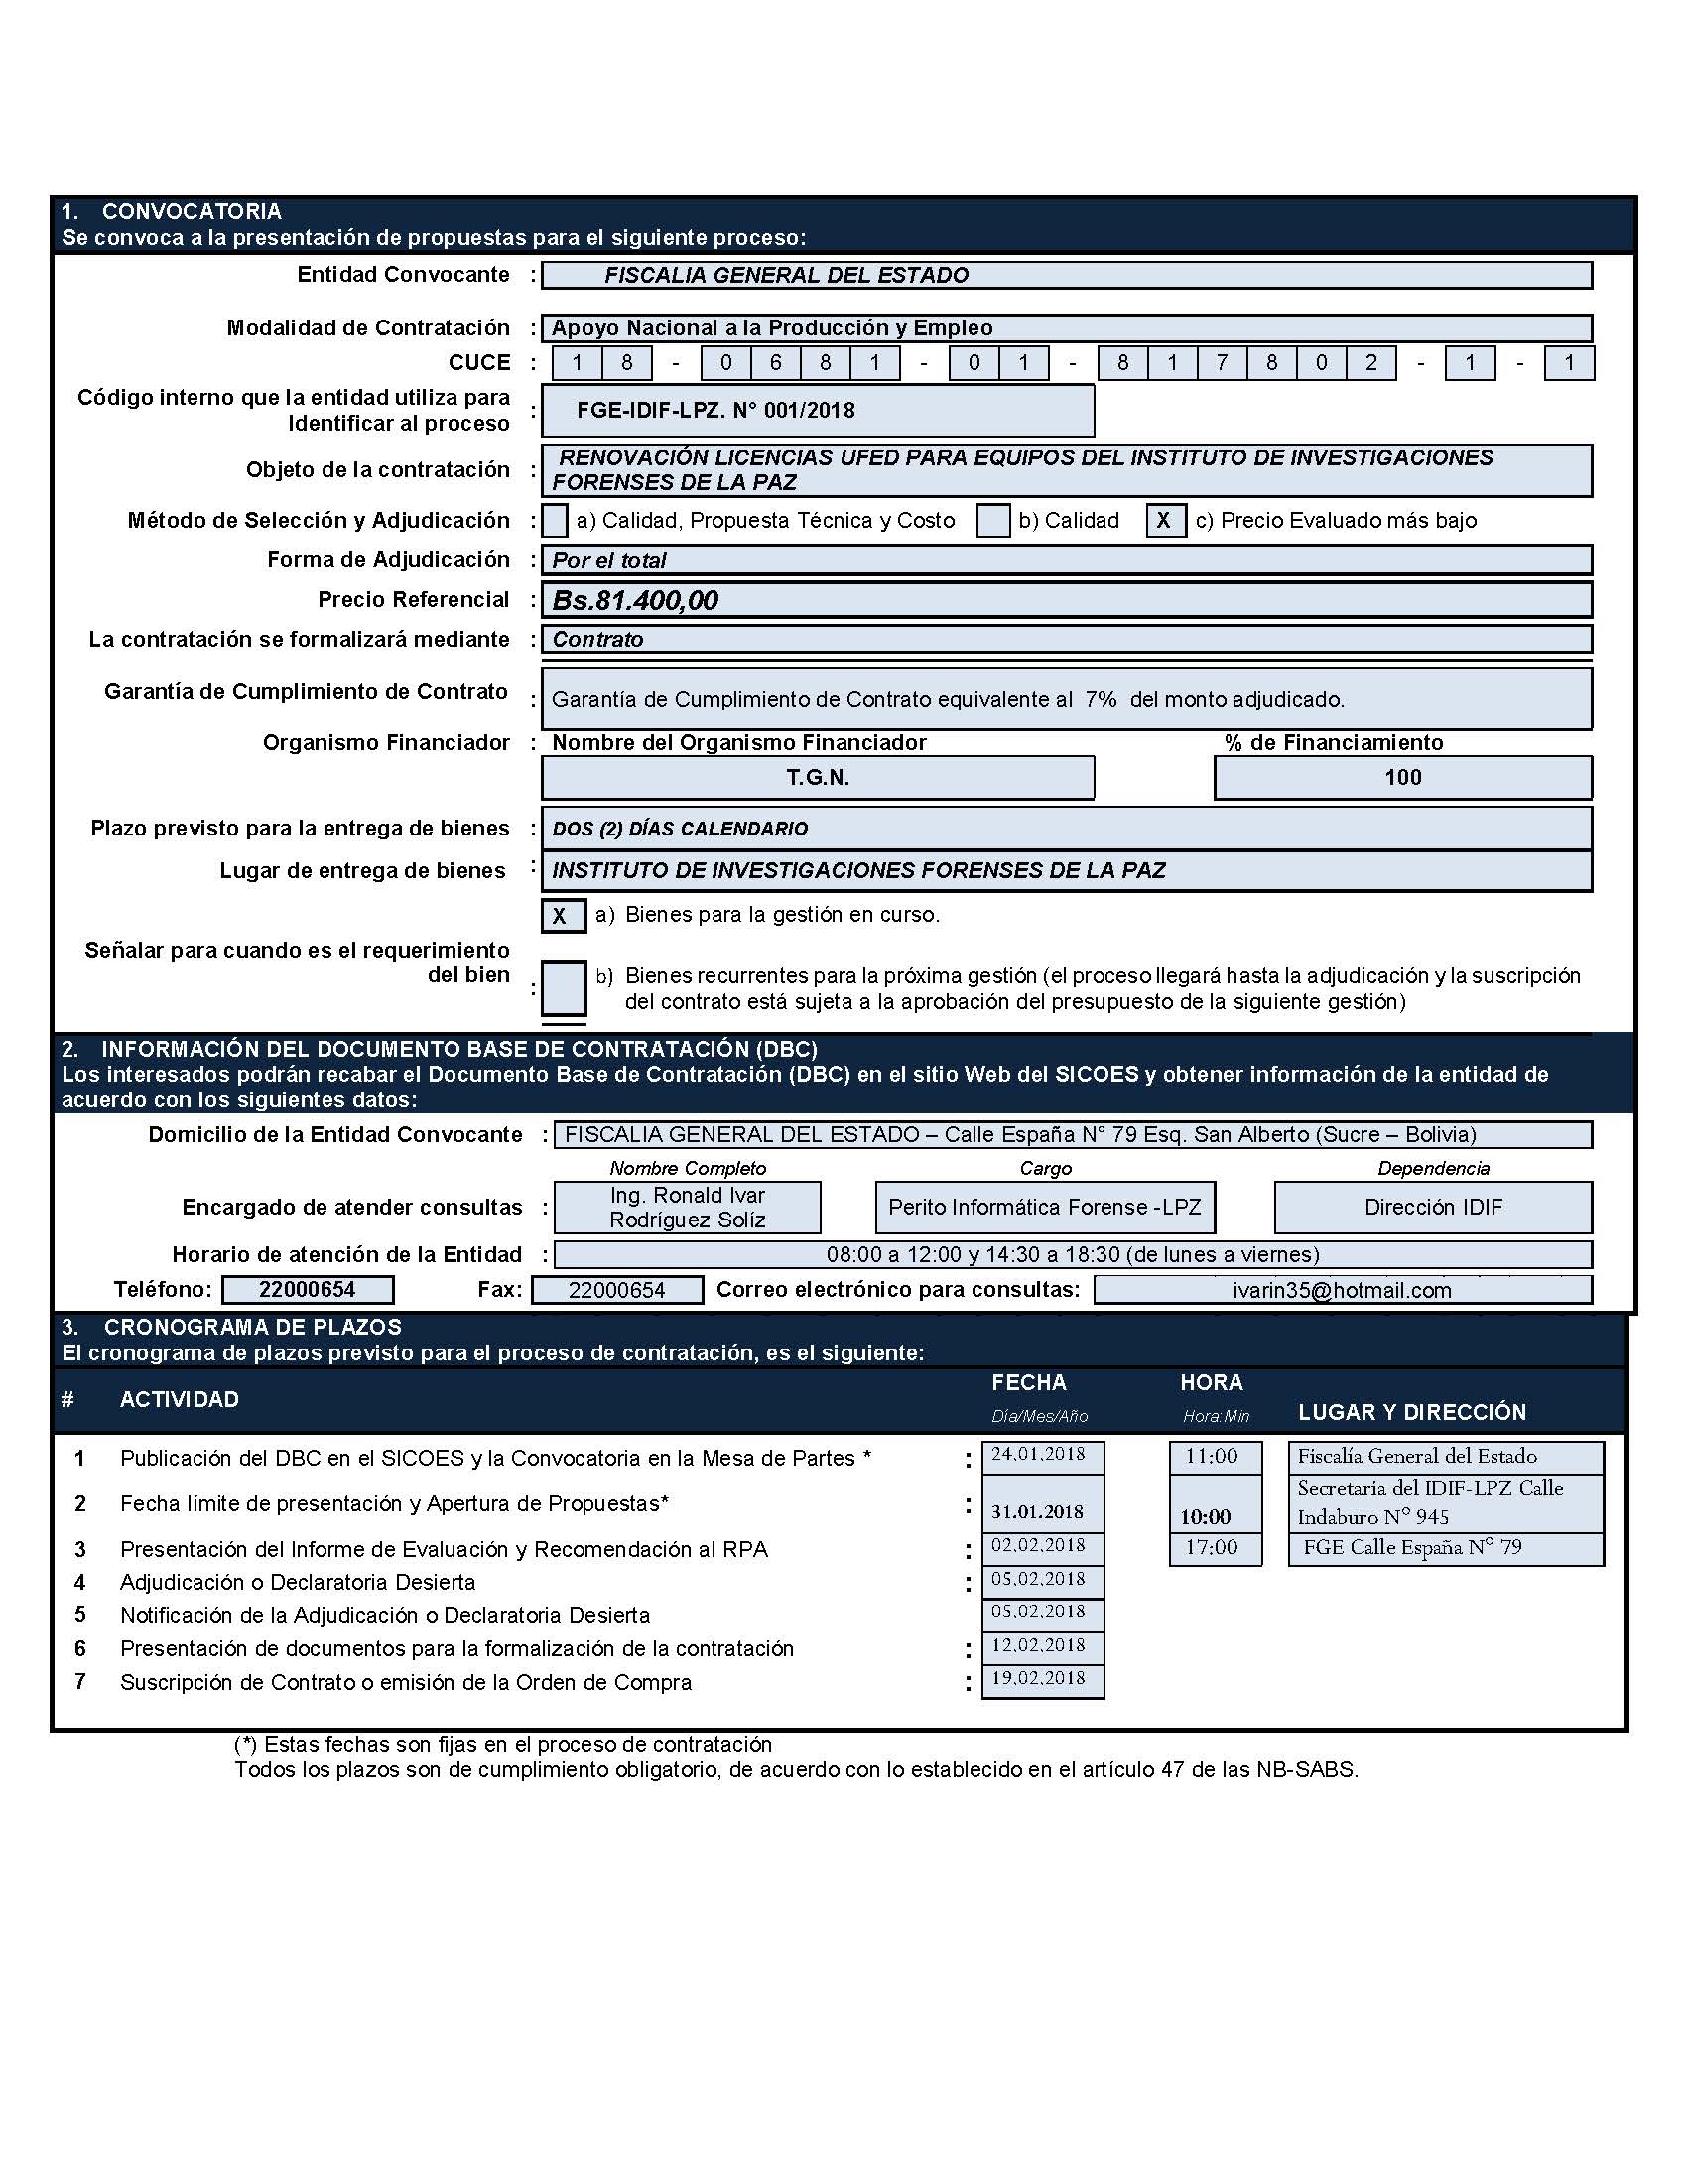 1. CONVOCATORIA
Se convoca a la presentación de propuestas para el siguiente proceso:
Entidad Convocante : FISCALIA GENERAL DEL ESTADO
Modalidad de Contratación : Apoyo Nacional a la Producción y Empleo
CUCE : 1 8 - 0 6 8 1 - 0 1 - 8 1 7 8 0 2 - 1 - 1
Código interno que la entidad utiliza para
Identificar al proceso : FGE-IDIF-LPZ. N° 001/2018
Objeto de la contratación : RENOVACIÓN LICENCIAS UFED PARA EQUIPOS DEL INSTITUTO DE INVESTIGACIONES
FORENSES DE LA PAZ
Método de Selección y Adjudicación : a) Calidad, Propuesta Técnica y Costo b) Calidad X c) Precio Evaluado más bajo
Forma de Adjudicación : Por el total
Precio Referencial : Bs.81.400,00
La contratación se formalizará mediante : Contrato
Garantía de Cumplimiento de Contrato : Garantía de Cumplimiento de Contrato equivalente al 7% del monto adjudicado.
Organismo Financiador : Nombre del Organismo Financiador % de Financiamiento
T.G.N. 100
Plazo previsto para la entrega de bienes : DOS (2) DÍAS CALENDARIO
Lugar de entrega de bienes : INSTITUTO DE INVESTIGACIONES FORENSES DE LA PAZ
X a) Bienes para la gestión en curso.
Señalar para cuando es el requerimiento
del bien : b) Bienes recurrentes para la próxima gestión (el proceso llegará hasta la adjudicación y la suscripción
del contrato está sujeta a la aprobación del presupuesto de la siguiente gestión)
2. INFORMACIÓN DEL DOCUMENTO BASE DE CONTRATACIÓN (DBC)
Los interesados podrán recabar el Documento Base de Contratación (DBC) en el sitio Web del SICOES y obtener información de la entidad de
acuerdo con los siguientes datos:
Domicilio de la Entidad Convocante : FISCALIA GENERAL DEL ESTADO – Calle España N° 79 Esq. San Alberto (Sucre – Bolivia)
Nombre Completo Cargo Dependencia
Encargado de atender consultas : Ing. Ronald Ivar
Rodríguez Solíz Perito Informática Forense -LPZ Dirección IDIF
Horario de atención de la Entidad : 08:00 a 12:00 y 14:30 a 18:30 (de lunes a viernes)
Teléfono: 22000654 Fax: 22000654 Correo electrónico para consultas: ivarin35@hotmail.com
3. CRONOGRAMA DE PLAZOS
El cronograma de plazos previsto para el proceso de contratación, es el siguiente:
# ACTIVIDAD FECHA HORA LUGAR Y DIRECCIÓN
Día/Mes/Año Hora:Min
1 Publicación del DBC en el SICOES y la Convocatoria en la Mesa de Partes * : 24.01.2018 11:00 Fiscalía General del Estado
2 Fecha límite de presentación y Apertura de Propuestas* : 31.01.2018 10:00 Secretaria del IDIF-LPZ Calle
Indaburo N° 945
3 Presentación del Informe de Evaluación y Recomendación al RPA : 02.02.2018 17:00 FGE Calle España N° 79
4 Adjudicación o Declaratoria Desierta : 05.02.2018
5 Notificación de la Adjudicación o Declaratoria Desierta 05.02.2018
6 Presentación de documentos para la formalización de la contratación : 12.02.2018
7 Suscripción de Contrato o emisión de la Orden de Compra : 19.02.2018
(*) Estas fechas son fijas en el proceso de contratación
Todos los plazos son de cumplimiento obligatorio, de acuerdo con lo establecido en el artículo 47 de las NB-SABS.